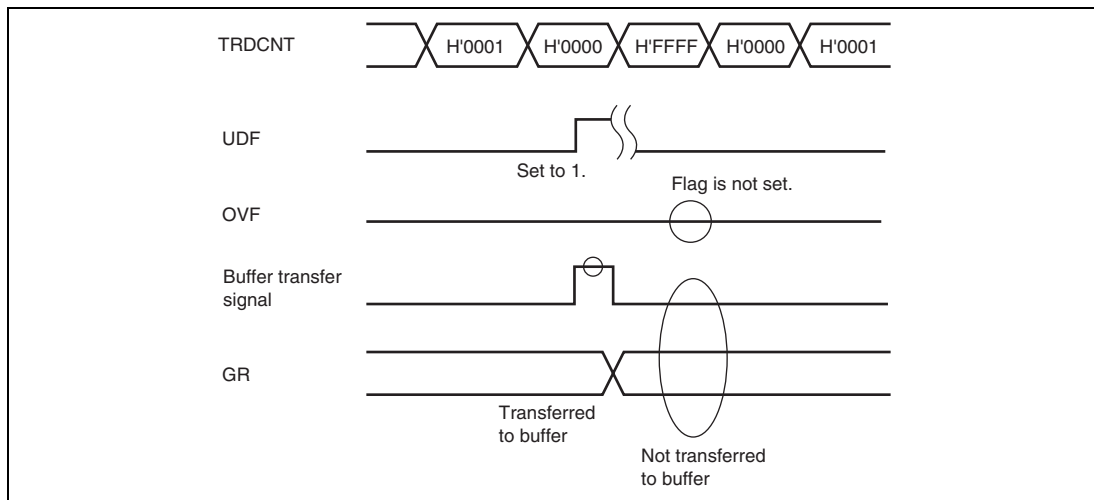 TRDCNT
H'0001
H'0000
H'FFFF
H'0000
H'0001
UDF
Set to 1.
Flag is not set.
OVF
Buffer transfer
signal
GR
Transferred
to buffer
Not transferred
to buffer